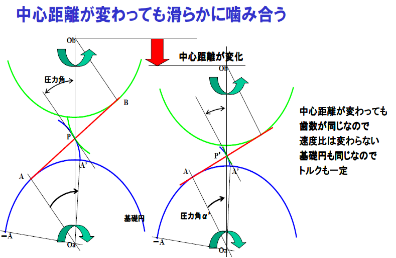 中心距離が変わっても滑らかに噛み合う
中心距離が変化
圧力角
B
P
A
A'
基礎円
A
P'
A'
A
圧力角α'
中心距離が変わっても
歯数が同じなので
速度比は変わらない
基礎円も同じなので
トルクも一定